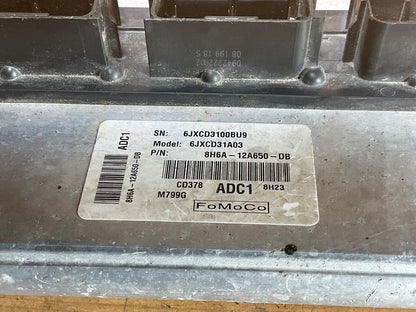 SN: 6JXCD3100BU9
Model: 6JXCD31A03
P/N: 8H6A-12A650-DB
CD378 ADC1 8H23
M799G
FoMoCo
ADC1
8H6A-12A650-DB